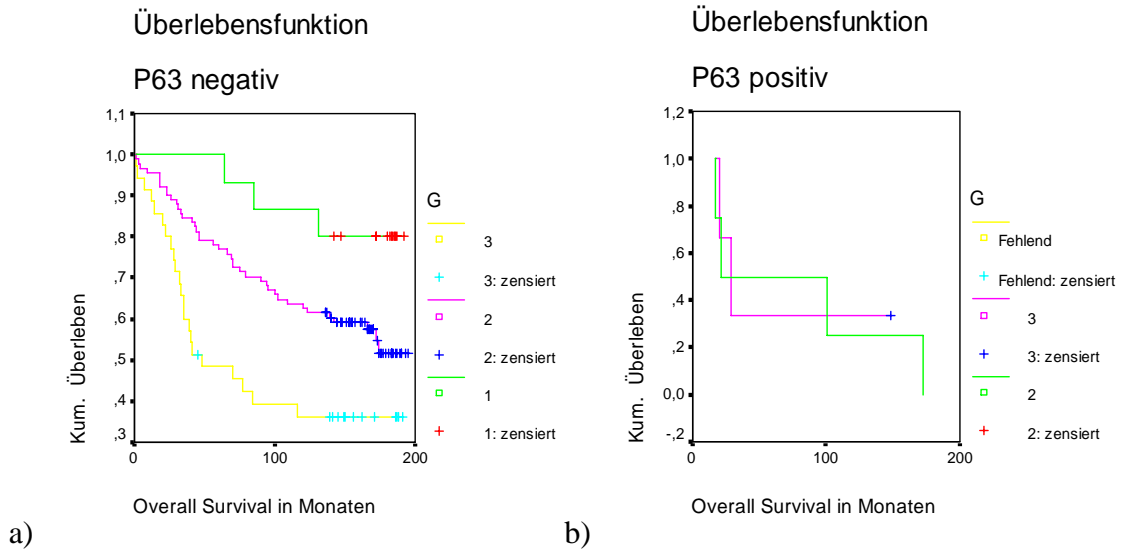 Überlebensfunktion
P63 negativ
1,1
1,0
,9
,8
,7
,6
,5
,4
,3
Kum. Überleben
0
100
200
Overall Survival in Monaten
G
3
3: zensiert
2
2: zensiert
1
1: zensiert
a)
Überlebensfunktion
P63 positiv
1,2
1,0
,8
,6
,4
,2
0,0
-,2
Kum. Überleben
0
100
200
Overall Survival in Monaten
G
Fehlend
Fehlend: zensiert
3
3: zensiert
2
2: zensiert
b)